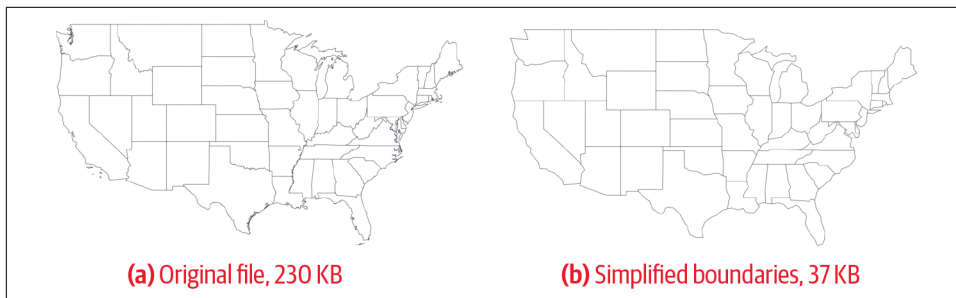 (a) Original file, 230 KB
(b) Simplified boundaries, 37 KB